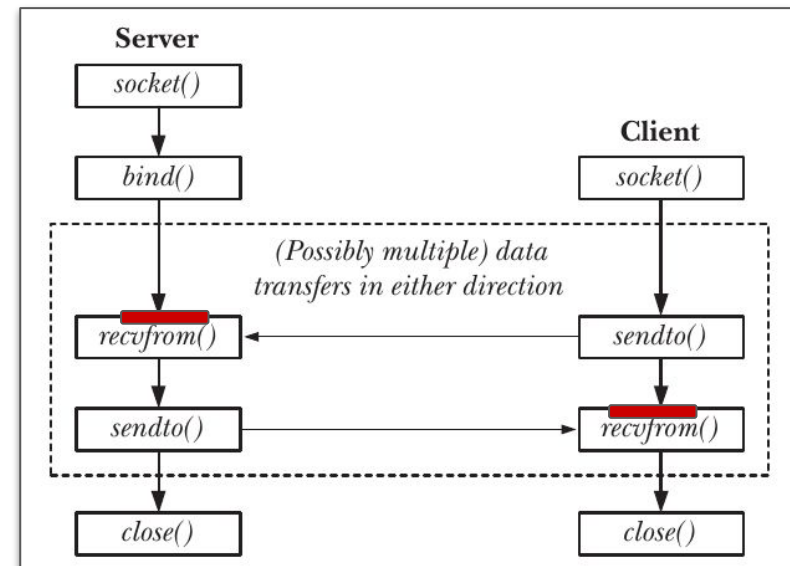 Server
socket()
Client
bind()
socket()
(Possibly multiple) data
transfers in either direction
recvfrom()
sendto()
sendto()
recvfrom()
close()
close()